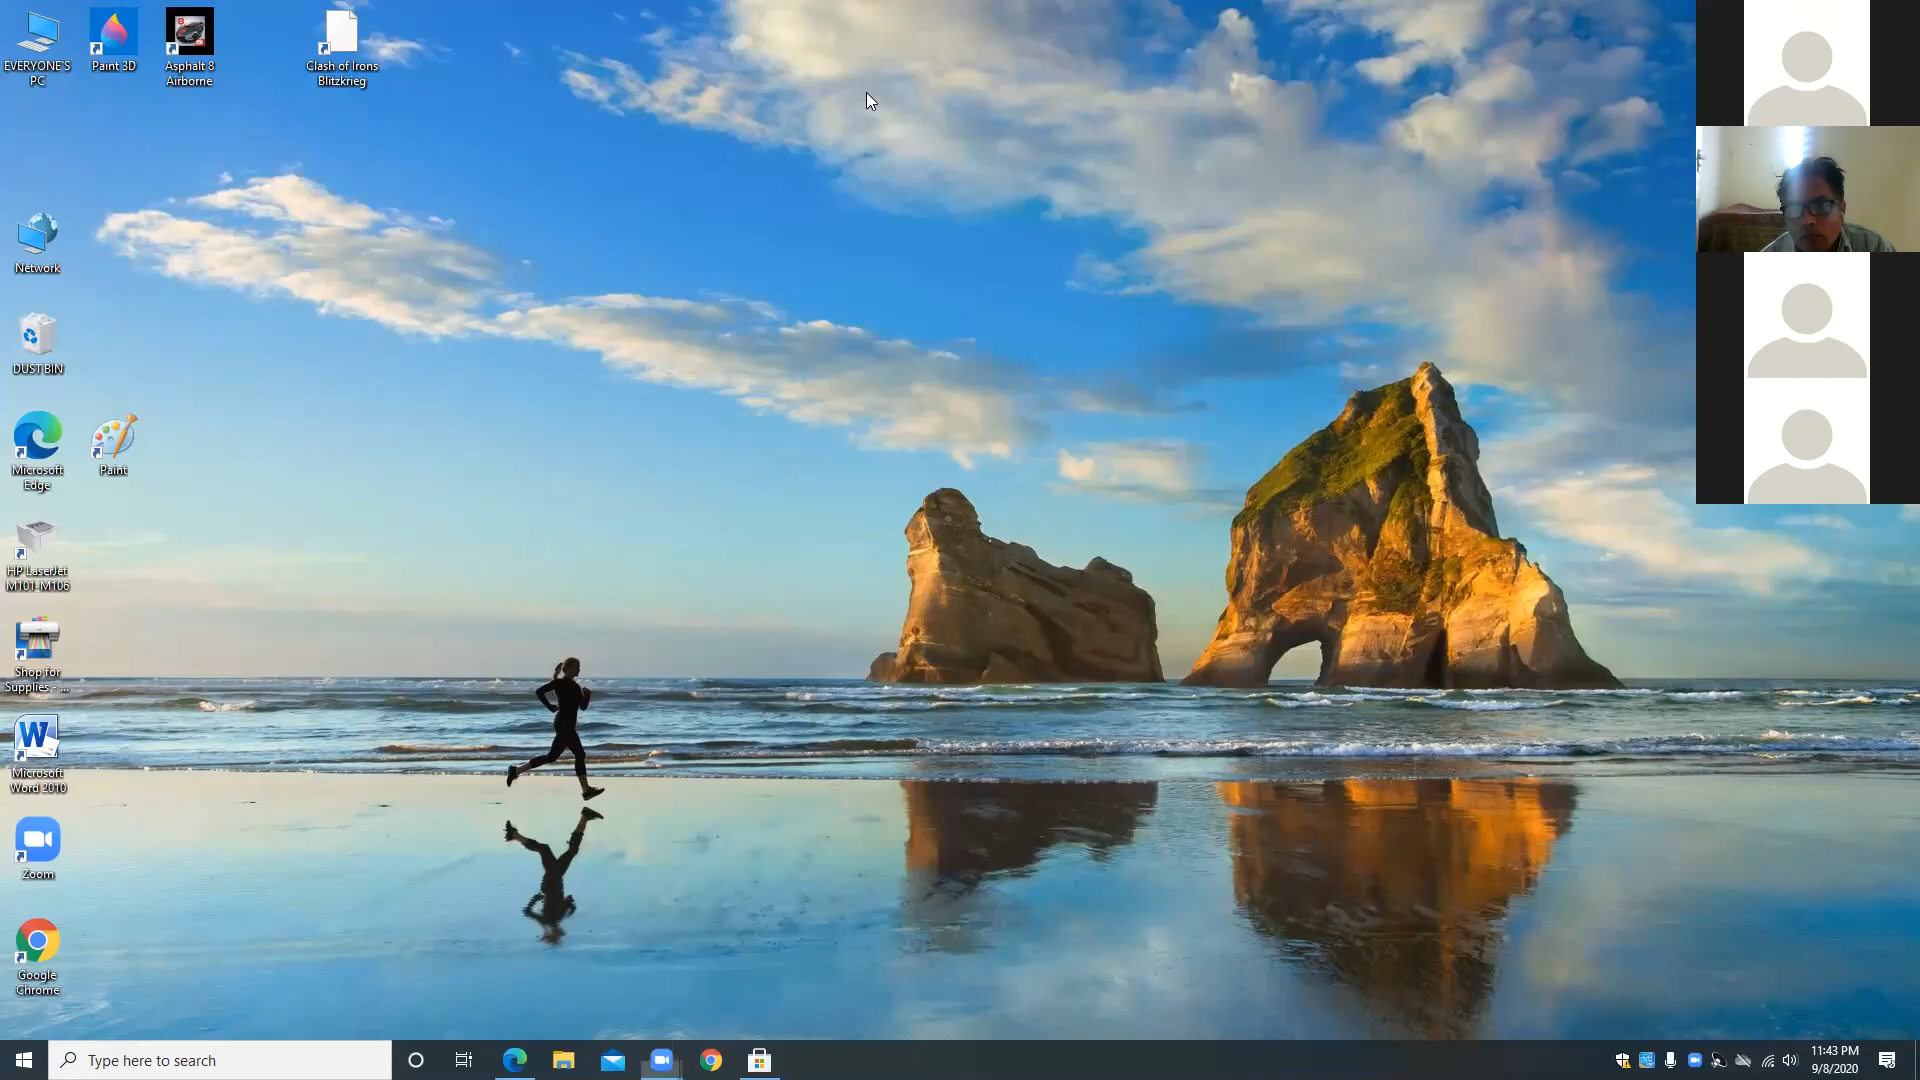 EVERYONE'S
PC
Paint 3D
Asphalt 8
Airborne
Clash of Irons
Blitzkrieg
Network
DUST BIN
Microsoft
Edge
Paint
HP LaserJet
M101-M106
Shop for
Supplies - ...
Microsoft
Word 2010
Zoom
Google
Chrome
Type here to search
11:43 PM
9/8/2020